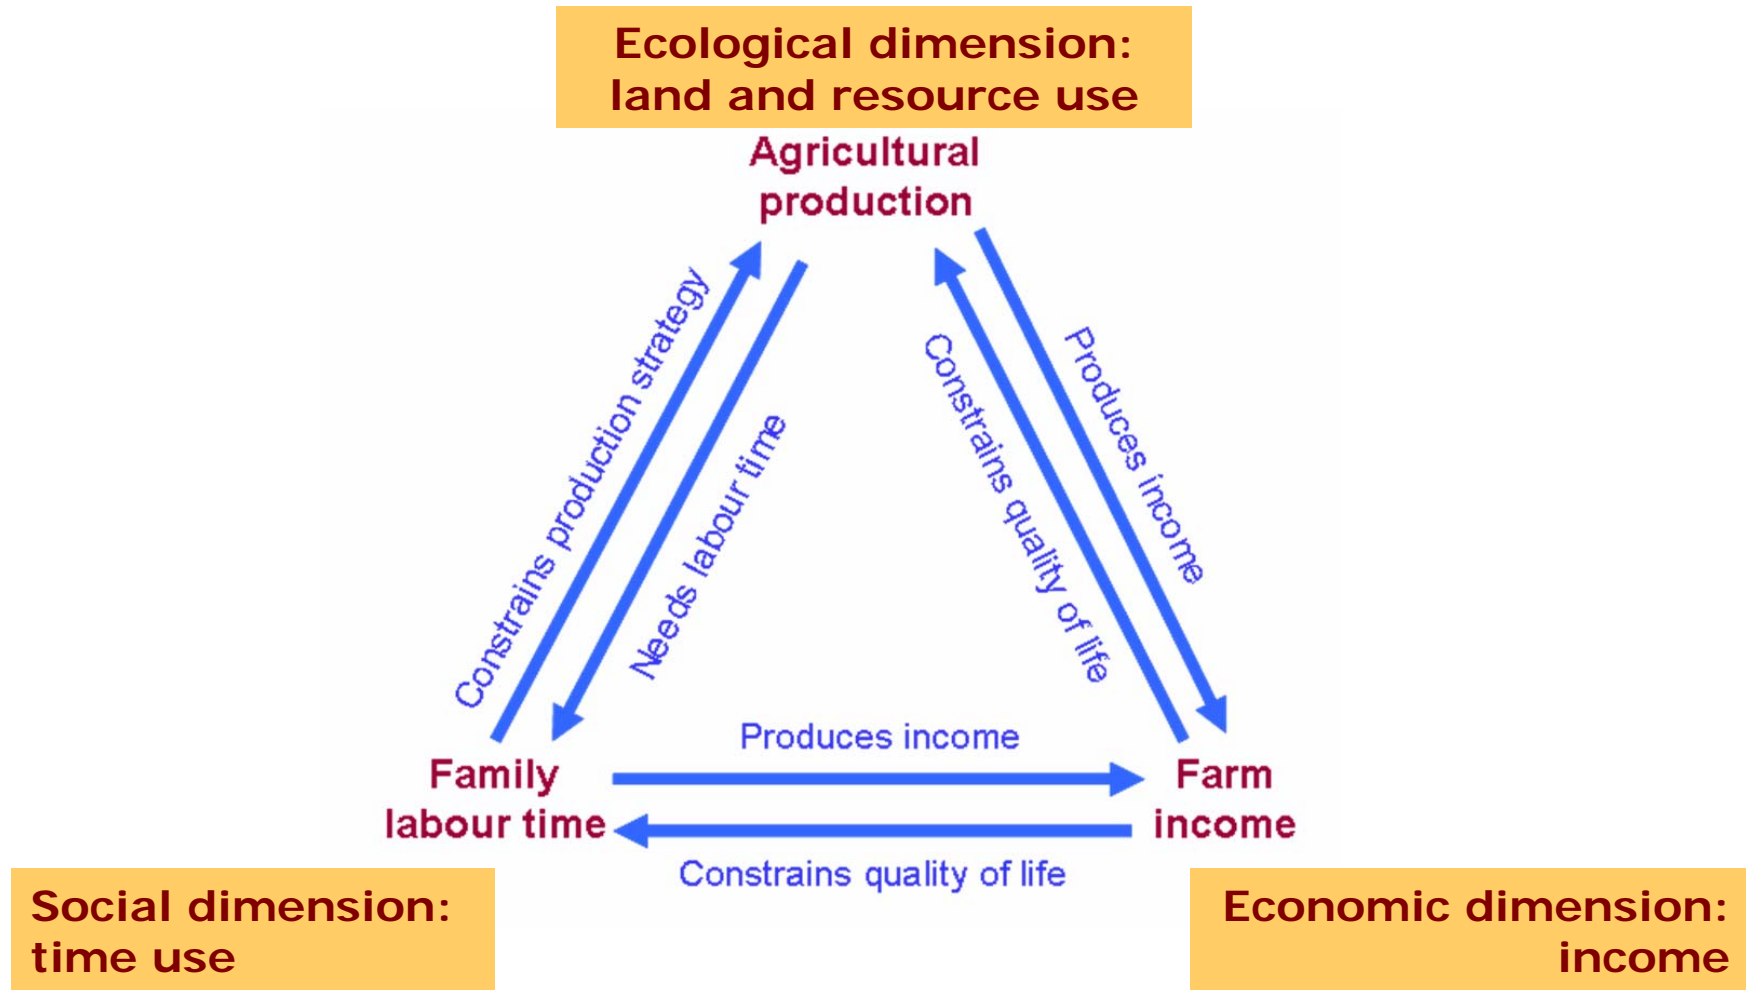 Ecological dimension:
land and resource use
Agricultural
production
Constrains production strategy
Needs labour time
Constrains quality of life
Produces income
Produces income
Family
labour time
Farm
income
Constrains quality of life
Social dimension:
time use
Economic dimension:
income